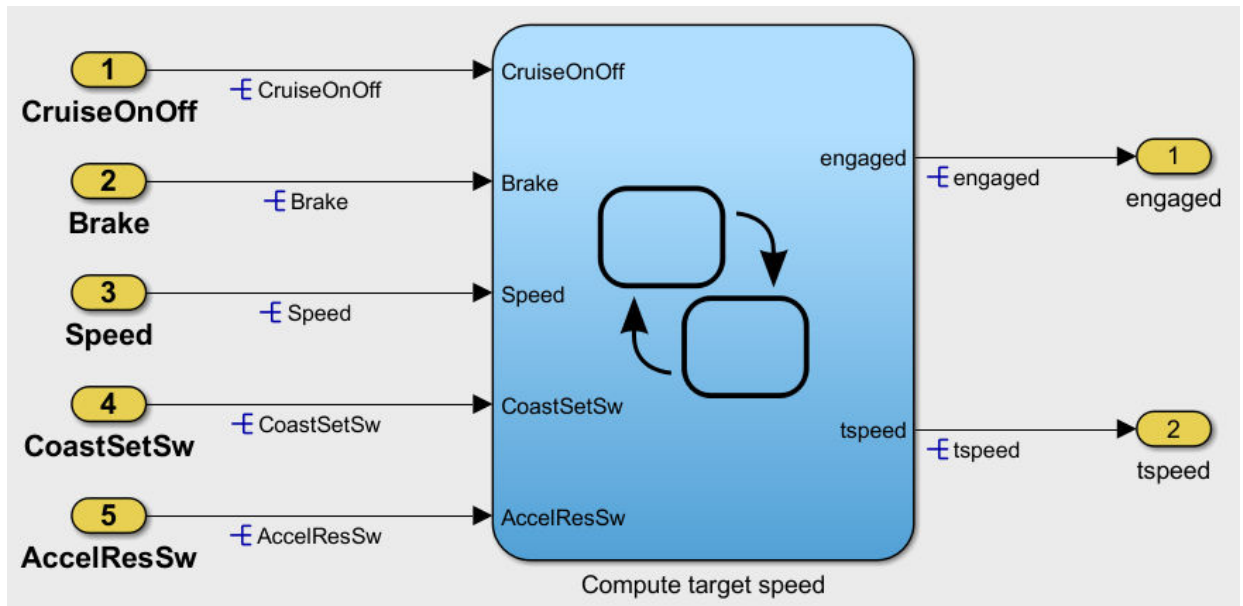 1
CruiseOnOff
CruiseOnOff
CruiseOnOff
2
Brake
Brake
Brake
3
Speed
Speed
Speed
4
CoastSetSw
CoastSetSw
CoastSetSw
5
AccelResSw
AccelResSw
AccelResSw
engaged
engaged
1
engaged
tspeed
tspeed
2
tspeed
Compute target speed